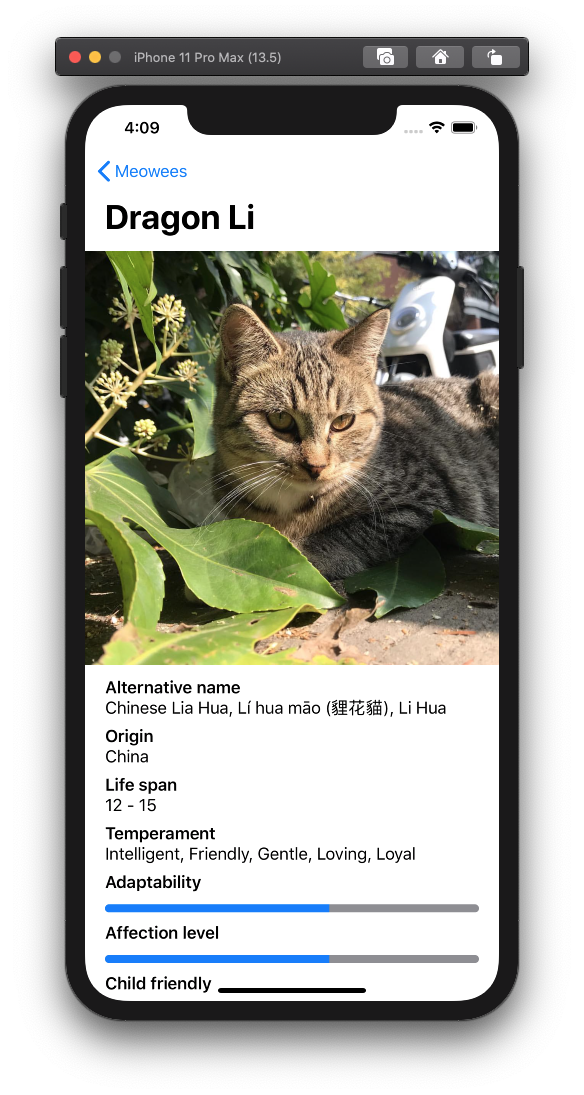 iPhone 11 Pro Max (13.5)
4:09
Meowees
Dragon Li
Alternative name
Chinese Lia Hua, Lí hua māo (貍花貓), Li Hua
Origin
China
Life span
12 - 15
Temperament
Intelligent, Friendly, Gentle, Loving, Loyal
Adaptability
Affection level
Child friendly